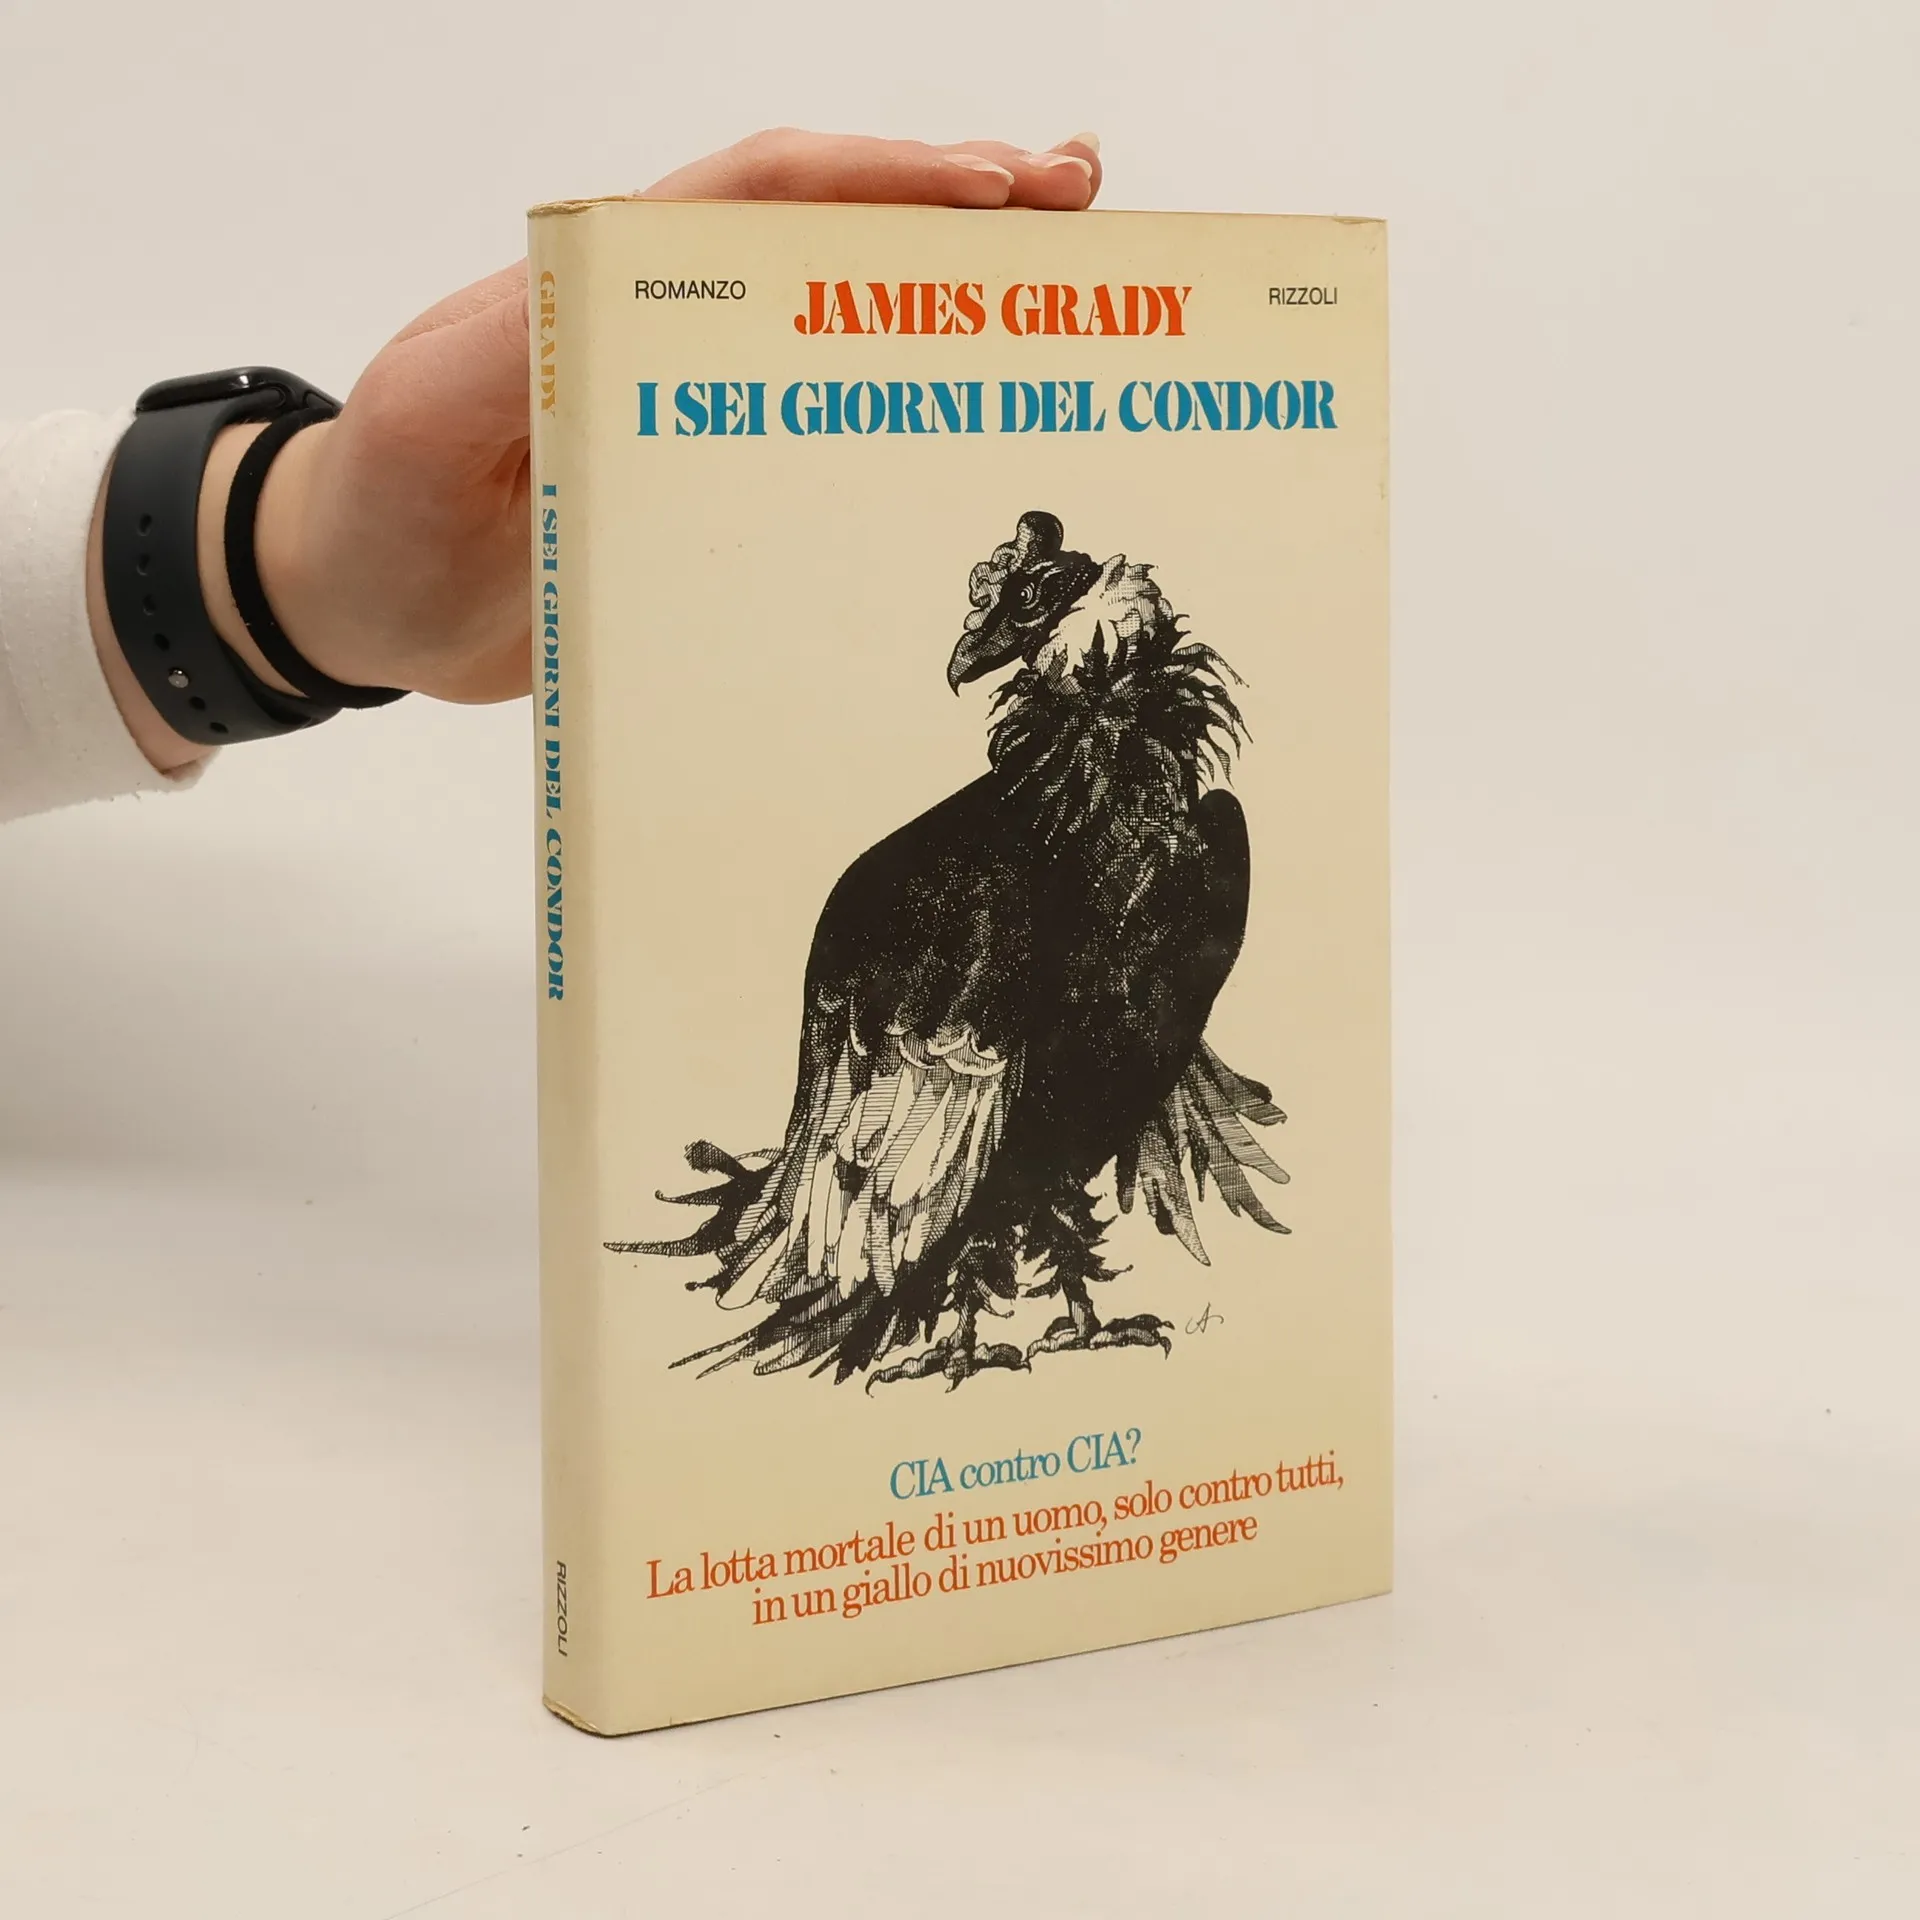 ROMANZO
JAMES GRADY
RIZZOLI
I SEI GIORNI DEL CONDOR
CIA contro CIA?
La lotta mortale di un uomo, solo contro tutti,
in un giallo di nuovissimo genere
GRADY
I SEI GIORNI DEL CONDOR
RIZZOLI